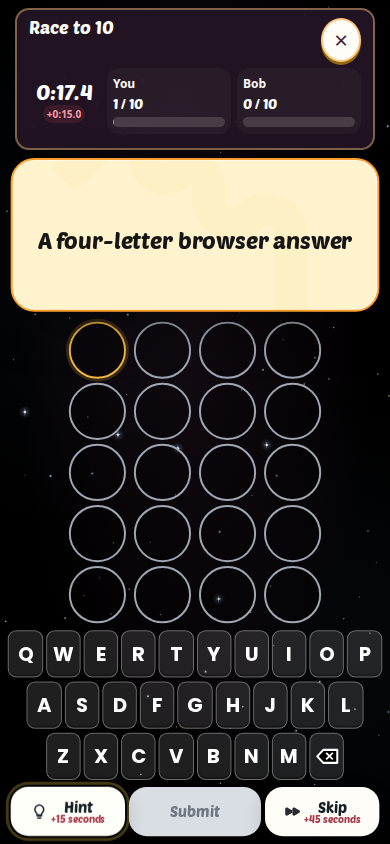 Race to 10
0:17.4
+0:15.0
You
1 / 10
Bob
0 / 10
A four-letter browser answer
Q W E R T Y U I O P
A S D F G H J K L
Z X C V B N M
Hint
+15 seconds
Submit
Skip
+45 seconds